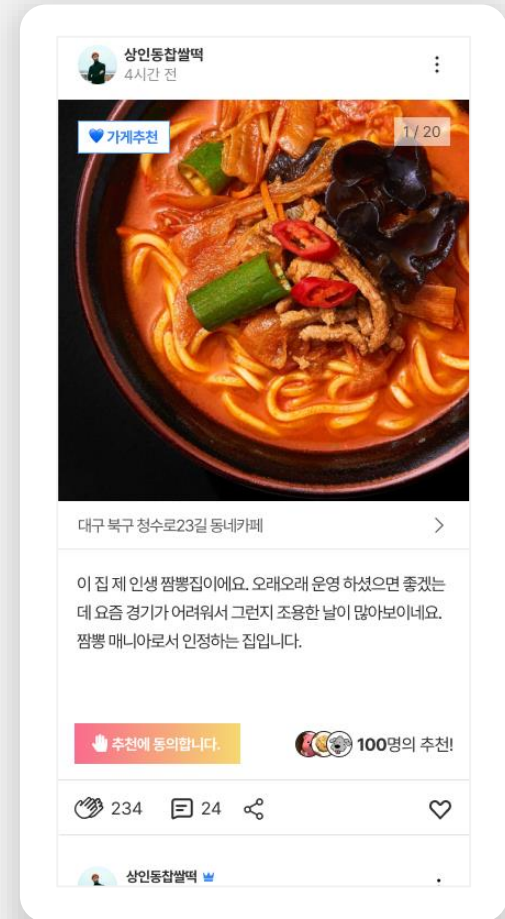 상인동찹쌀떡
4시간 전
가게추천
1 / 20
대구 북구 청수로23길 동네카페
이 집 제 인생 짬뽕집이에요. 오래오래 운영 하셨으면 좋겠는
데 요즘 경기가 어려워서 그런지 조용한 날이 많아보이네요.
짬뽕 매니아로서 인정하는 집입니다.
추천에 동의합니다.
100명의 추천!
234
24
상인동찹쌀떡